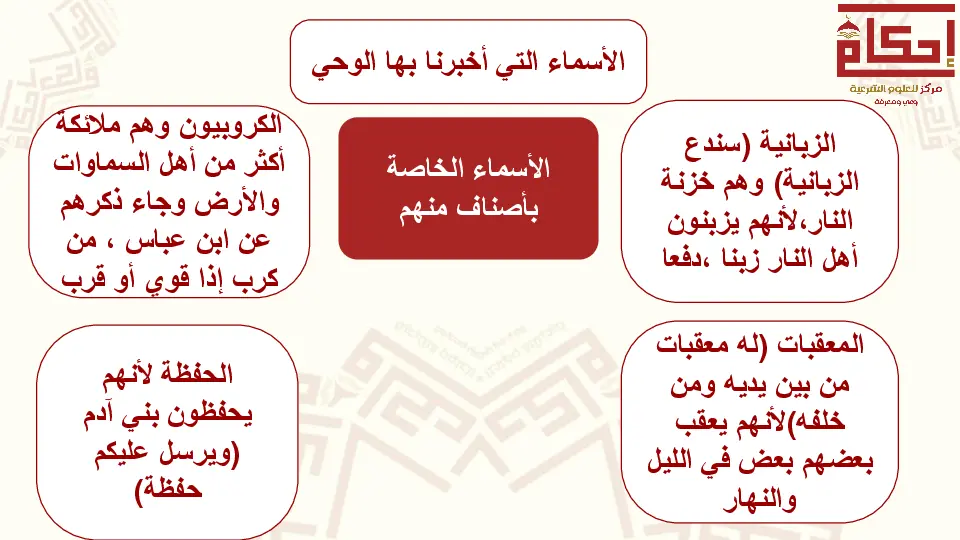 إحكام
مركز للعلوم الشرعية
وعي ومعرفة
الأسماء التي أخبرنا بها الوحي
الأسماء الخاصة
بأصناف منهم
الزبانية (سندع
الزبانية) وهم خزنة
النار،لأنهم يزبنون
أهل النار زبنا ،دفعا
الكروبيون وهم ملائكة
أكثر من أهل السماوات
والأرض وجاء ذكرهم
عن ابن عباس ، من
كرب إذا قوي أو قرب
المعقبات (له معقبات
من بين يديه ومن
خلفه)لأنهم يعقب
بعضهم بعض في الليل
والنهار
الحفظة لأنهم
يحفظون بني آدم
(ويرسل عليكم
حفظة)